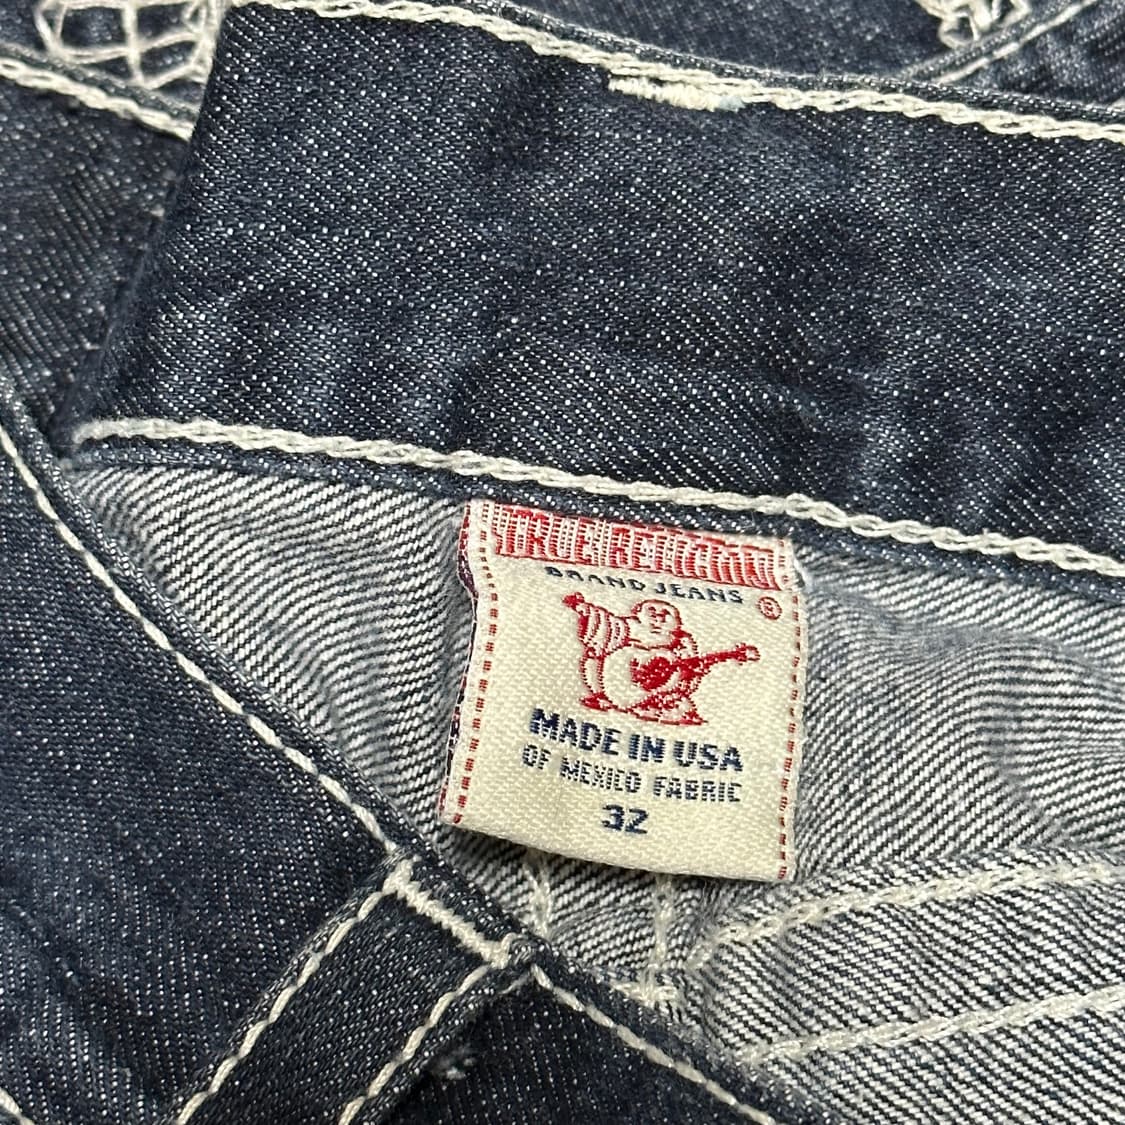 TRUE RELIGION
BRAND JEANS ®
MADE IN USA
OF MEXICO FABRIC
32